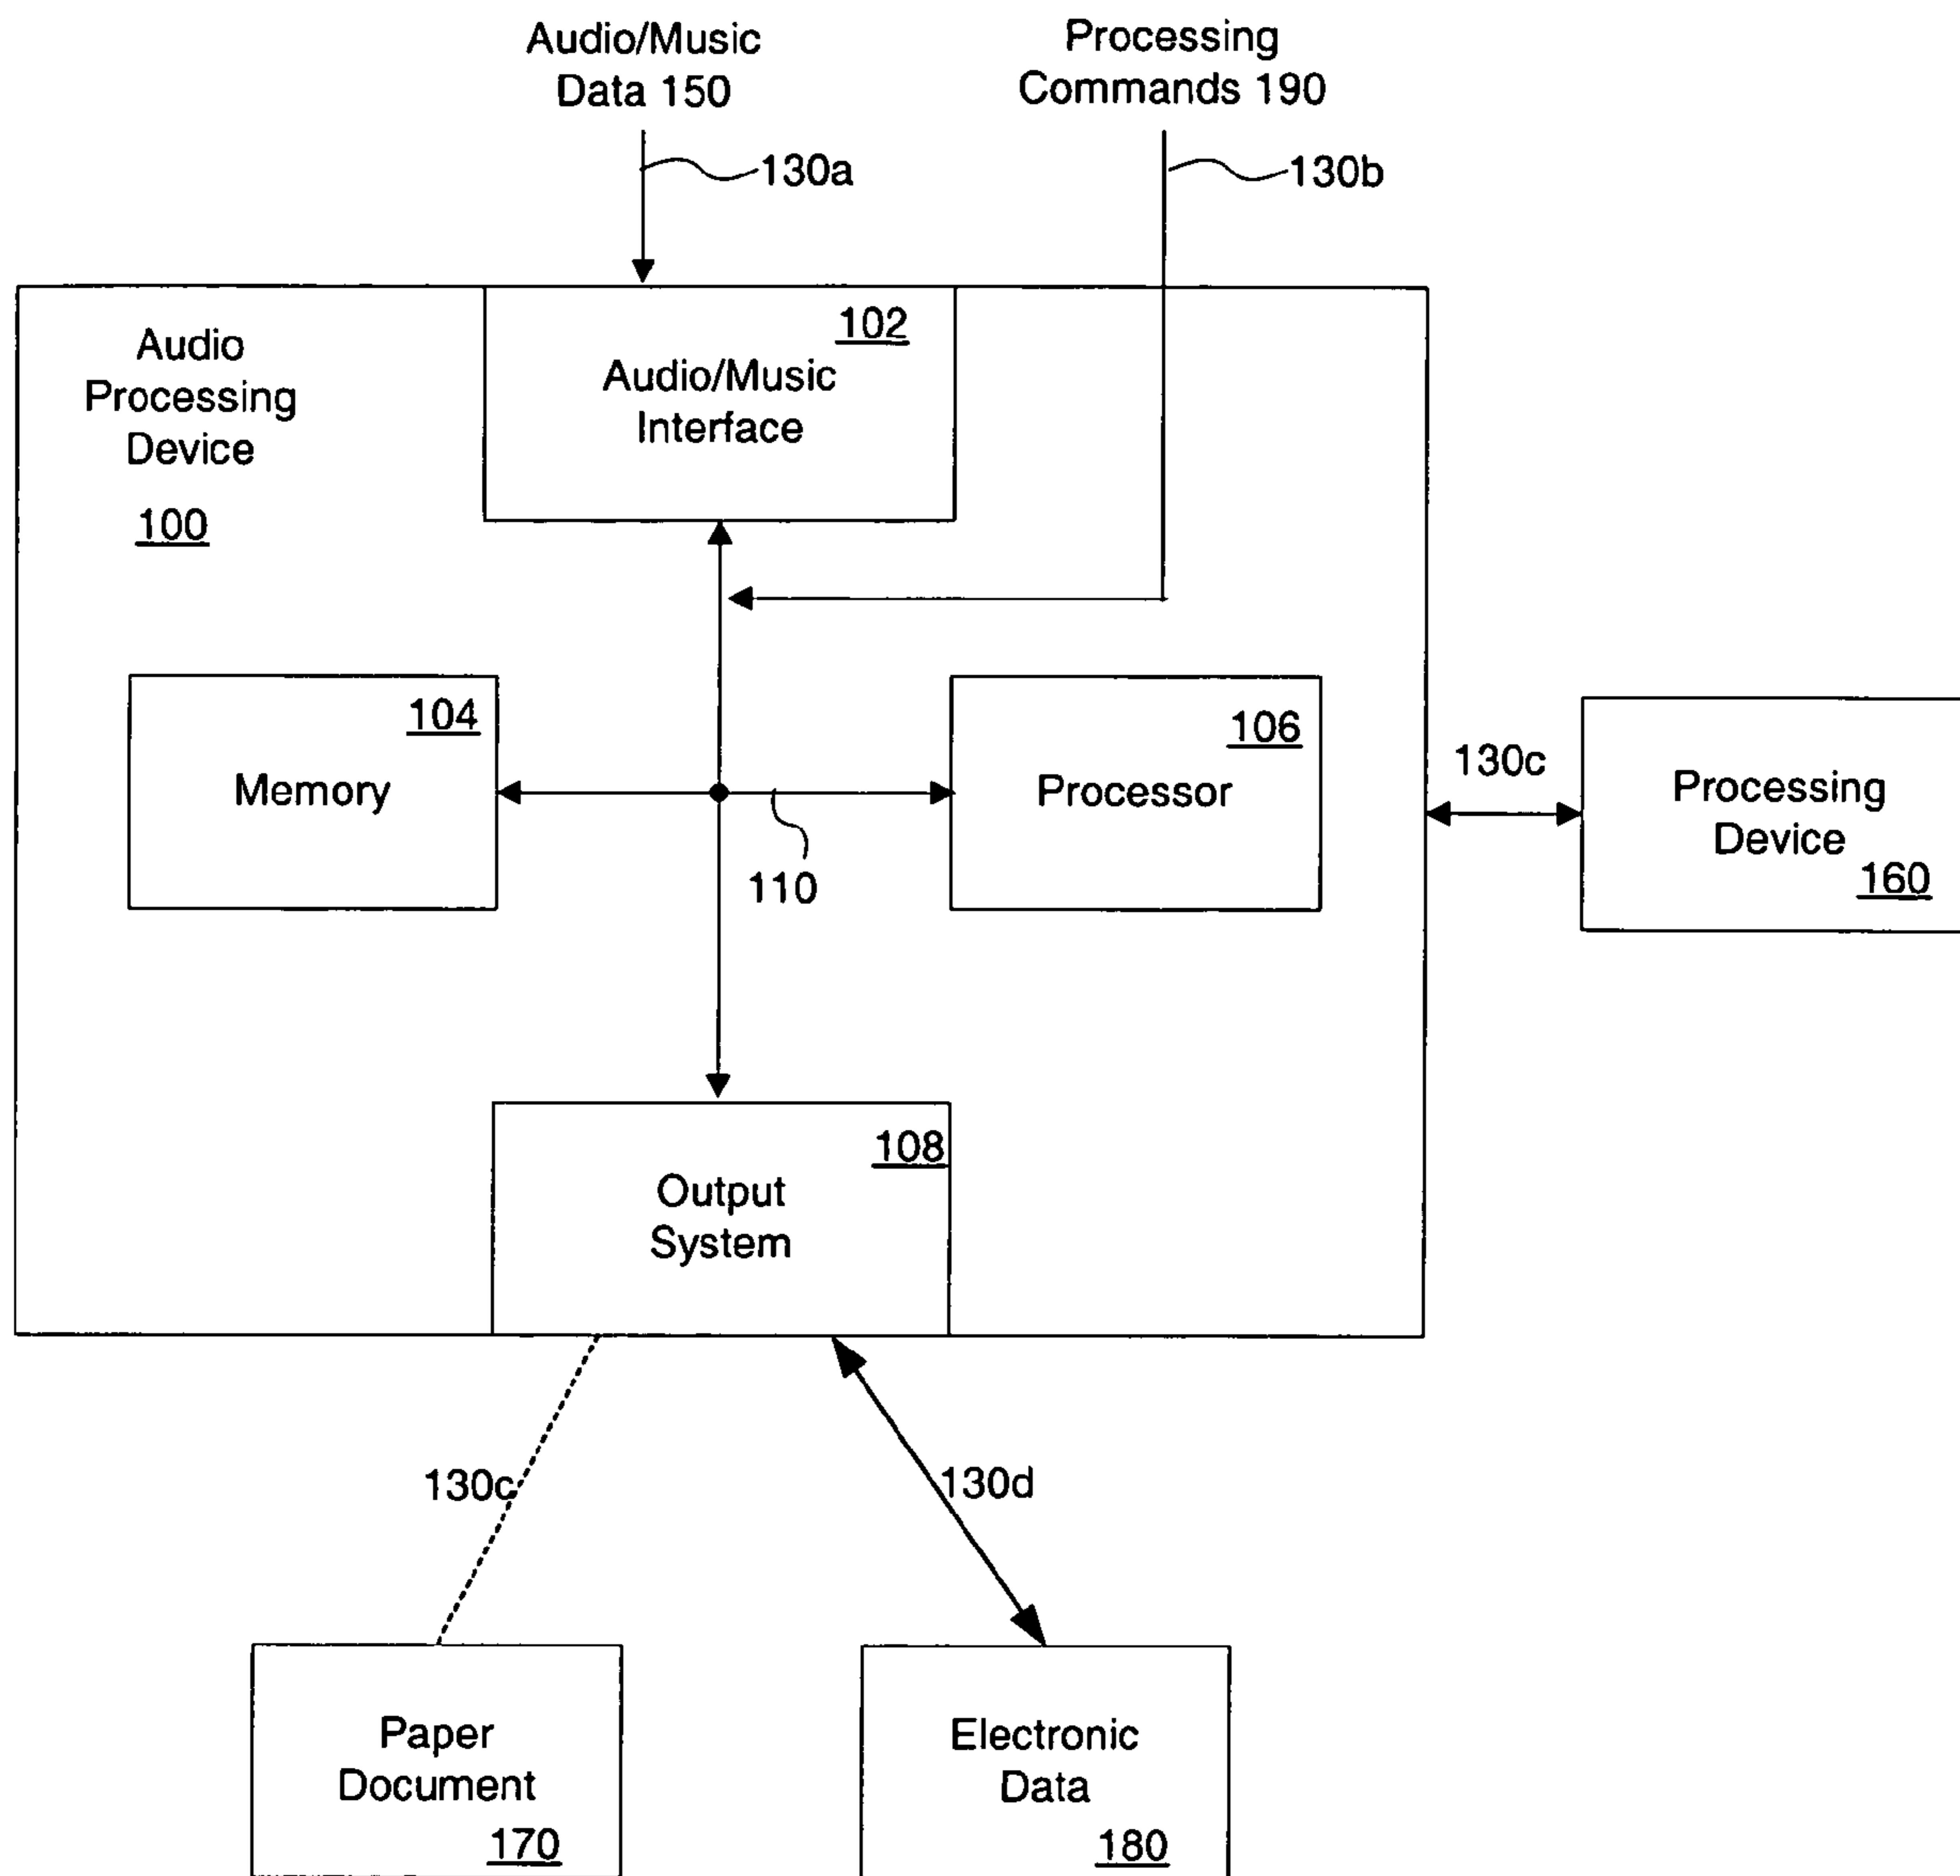 Audio/Music
Data 150
Processing
Commands 190
130a
130b
Audio
Processing
Device
100
102
Audio/Music
Interface
104
Memory
106
Processor
110
130c
Processing
Device
160
108
Output
System
130c
130d
Paper
Document
170
Electronic
Data
180